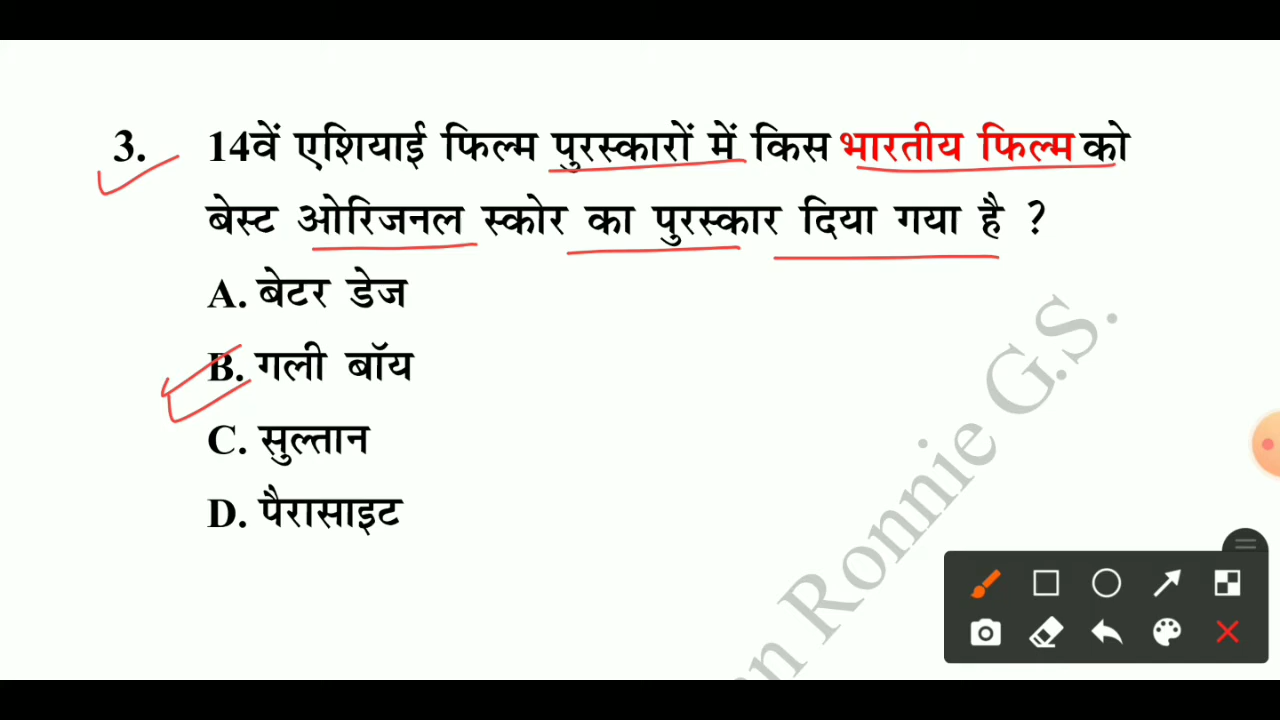 3. 14वें एशियाई फिल्म पुरस्कारों में किस भारतीय फिल्म को
बेस्ट ओरिजनल स्कोर का पुरस्कार दिया गया है ?
A. बेटर डेज
B. गली बॉय
C. सुल्तान
D. पैरासाइट
Ronnie G.S.